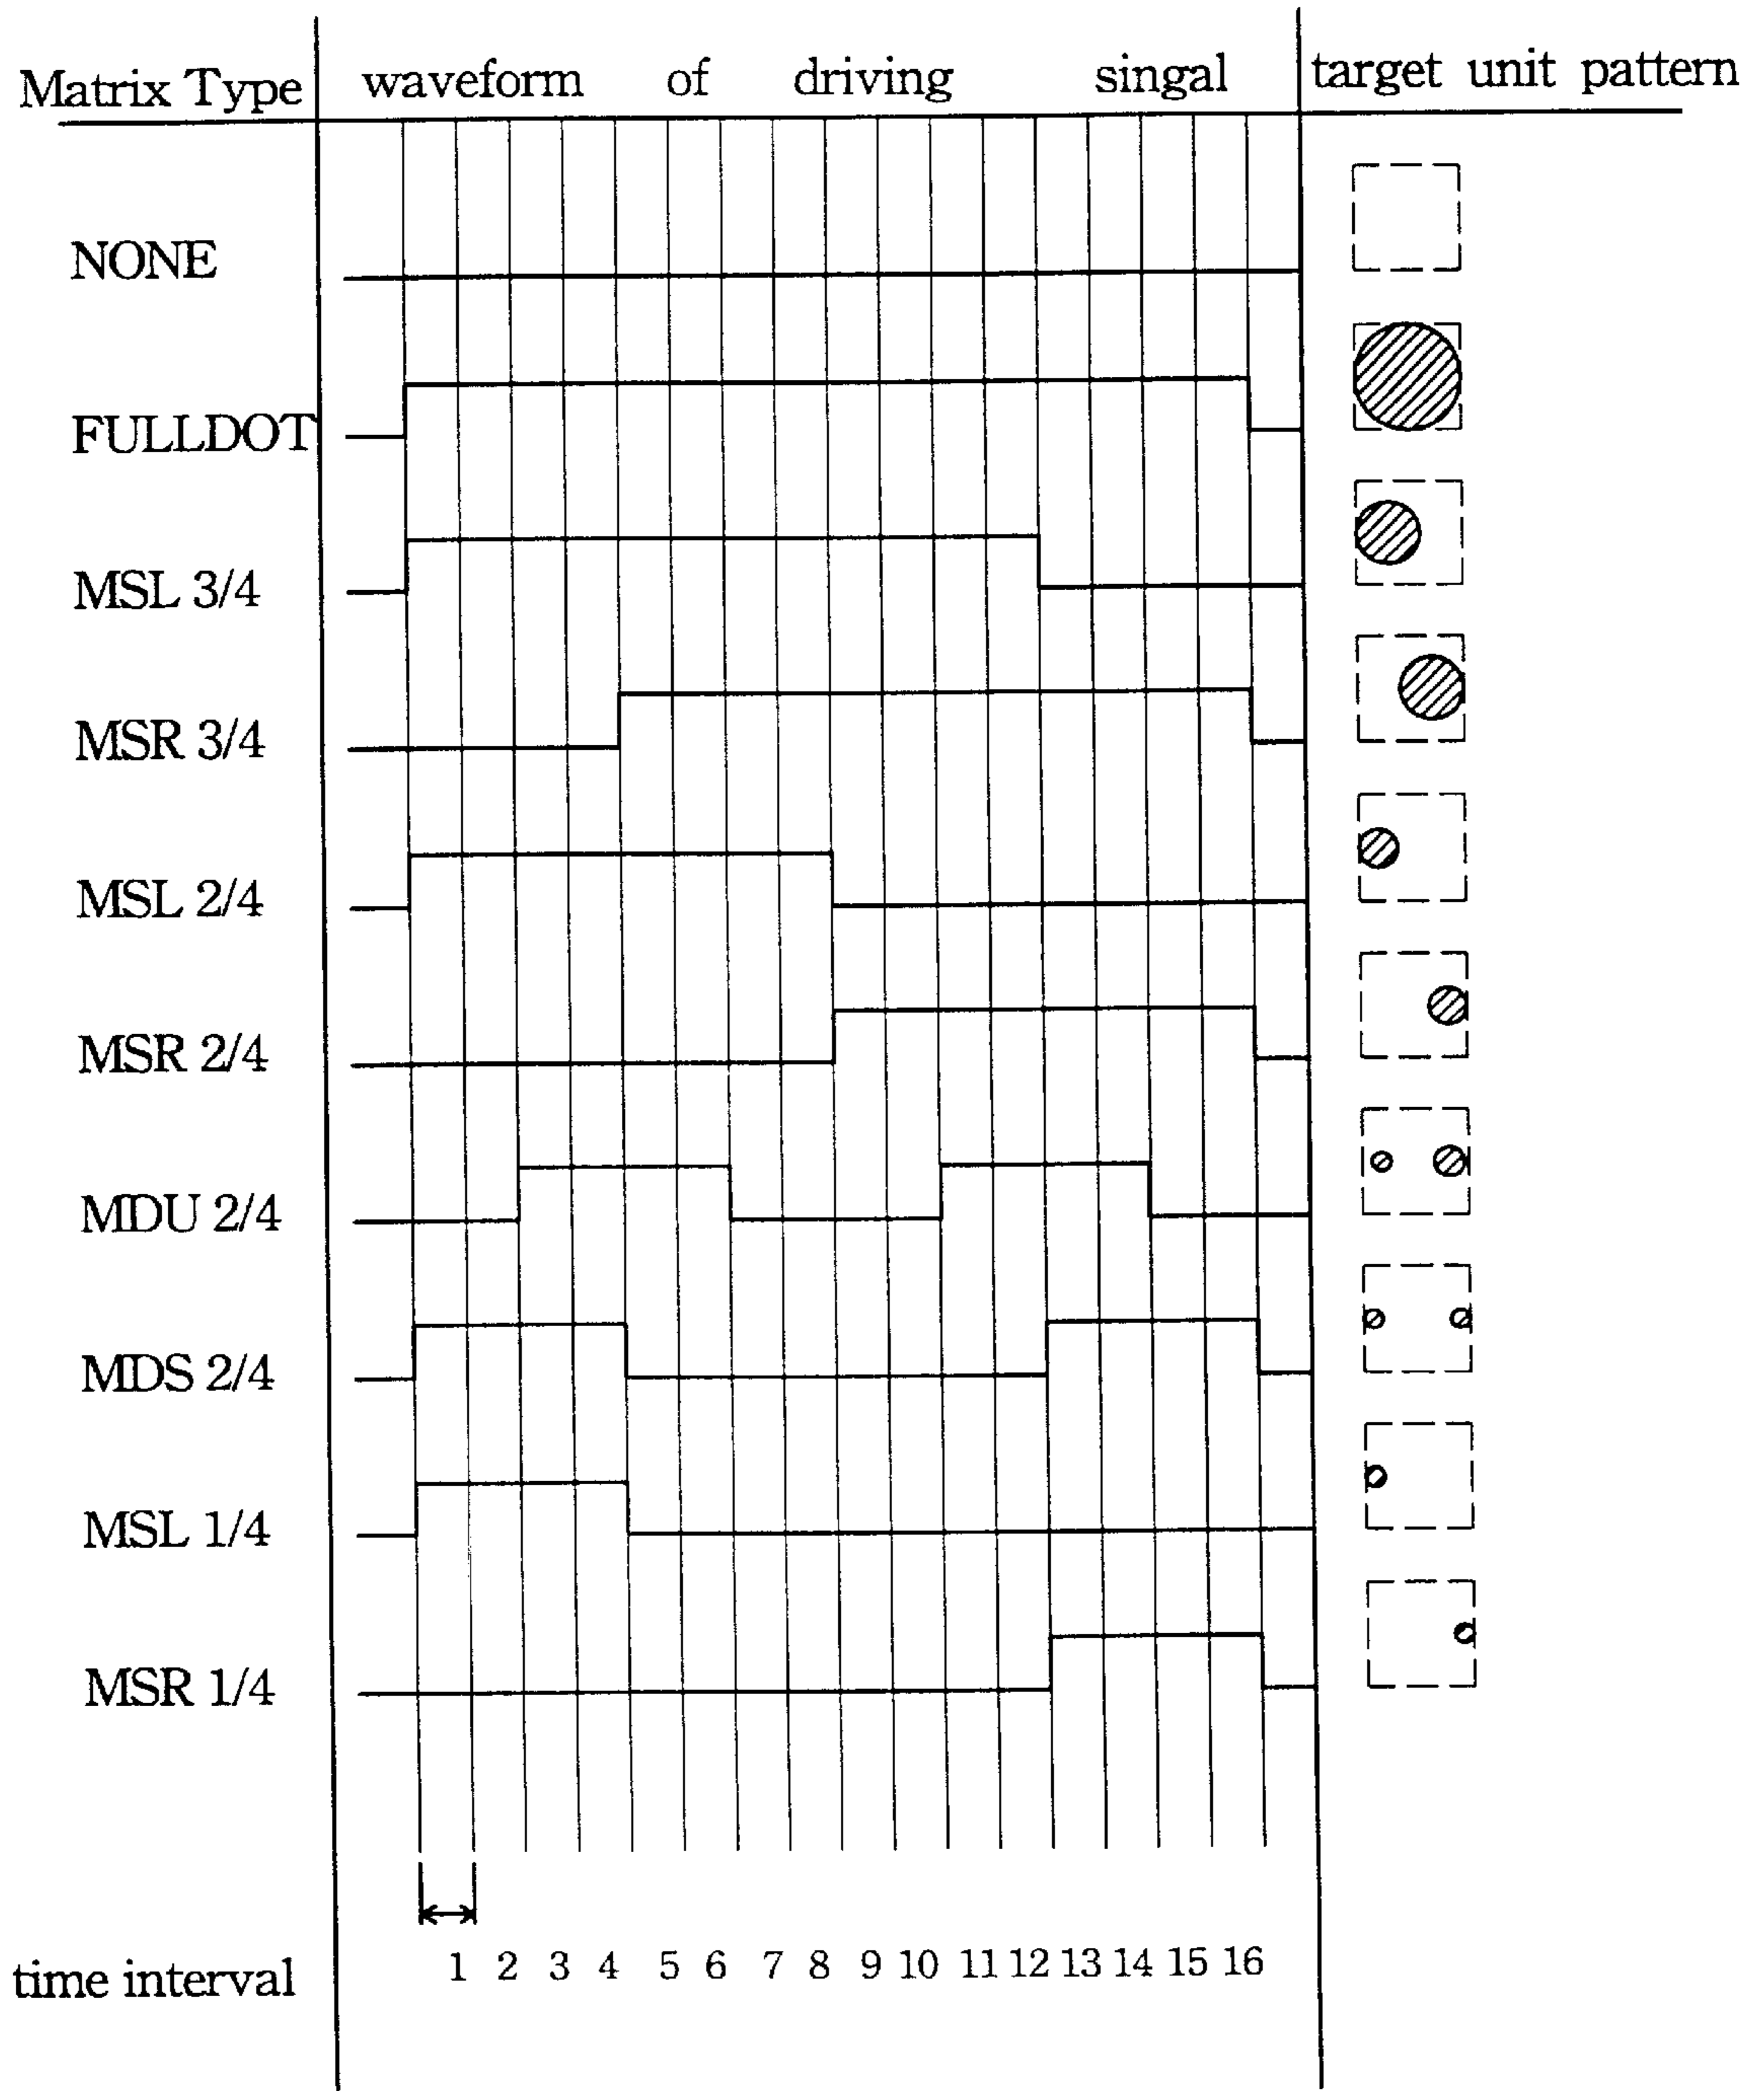 Matrix Type waveform of driving singal target unit pattern
NONE
FULLDOT
MSL 3/4
MSR 3/4
MSL 2/4
MSR 2/4
MDU 2/4
MDS 2/4
MSL 1/4
MSR 1/4
time interval 1 2 3 4 5 6 7 8 9 10 11 12 13 14 15 16